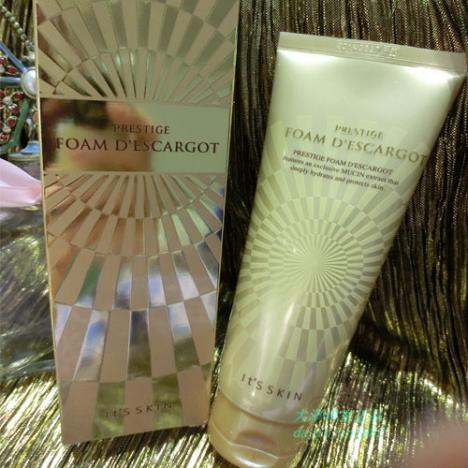 PRESTIGE
FOAM D'ESCARGOT
It'S SKIN
PRESTIGE
FOAM D'ESCARGOT
PRESTIGE FOAM D'ESCARGOT
features an exclusive MUCIN extract that
deeply hydrates and protects skin
It'S SKIN